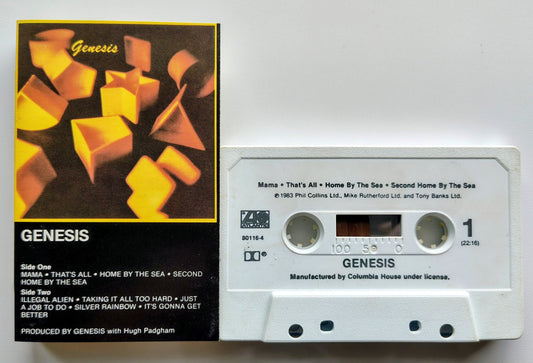 Genesis
GENESIS
Side One
MAMA • THAT'S ALL • HOME BY THE SEA • SECOND
HOME BY THE SEA
Side Two
ILLEGAL ALIEN • TAKING IT ALL TOO HARD • JUST
A JOB TO DO • SILVER RAINBOW • IT'S GONNA GET
BETTER
PRODUCED BY GENESIS with Hugh Padgham
Mama • That's All • Home By The Sea • Second Home By The Sea
℗ 1983 Phil Collins Ltd., Mike Rutherford Ltd. and Tony Banks Ltd.
ATLANTIC
80116-4
1
(22:16)
100 50 0
GENESIS
Manufactured by Columbia House under license.